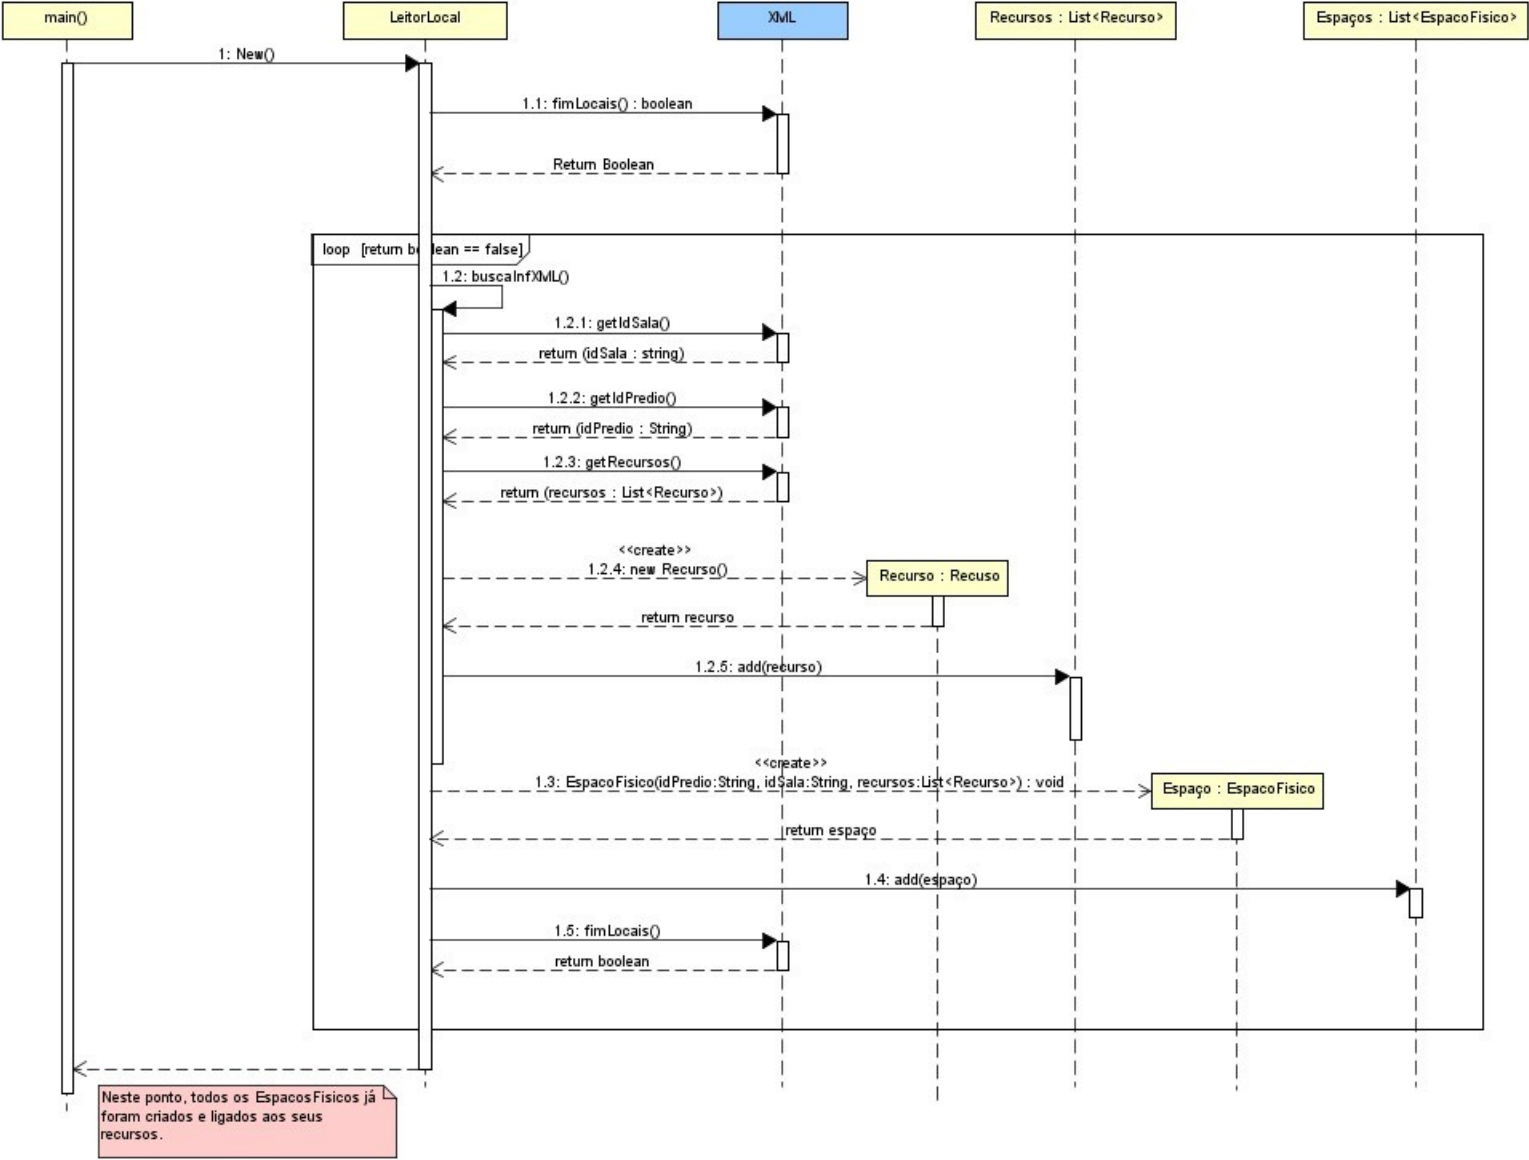 main()
LeitorLocal
XML
Recursos : List<Recurso>
Espaços : List<EspacoFisico>
1: New()
1.1: fimLocais() : boolean
Return Boolean
loop [return boolean == false]
1.2: buscaInfXML()
1.2.1: getIdSala()
return (idSala : string)
1.2.2: getIdPredio()
return (idPredio : String)
1.2.3: getRecursos()
return (recursos : List<Recurso>)
<<create>>
1.2.4: new Recurso()
Recurso : Recuso
return recurso
1.2.5: add(recurso)
<<create>>
1.3: EspacoFisico(idPredio:String, idSala:String, recursos:List<Recurso>) : void
Espaço : EspacoFisico
return espaço
1.4: add(espaço)
1.5: fimLocais()
return boolean
Neste ponto, todos os EspacosFisicos já
foram criados e ligados aos seus
recursos.